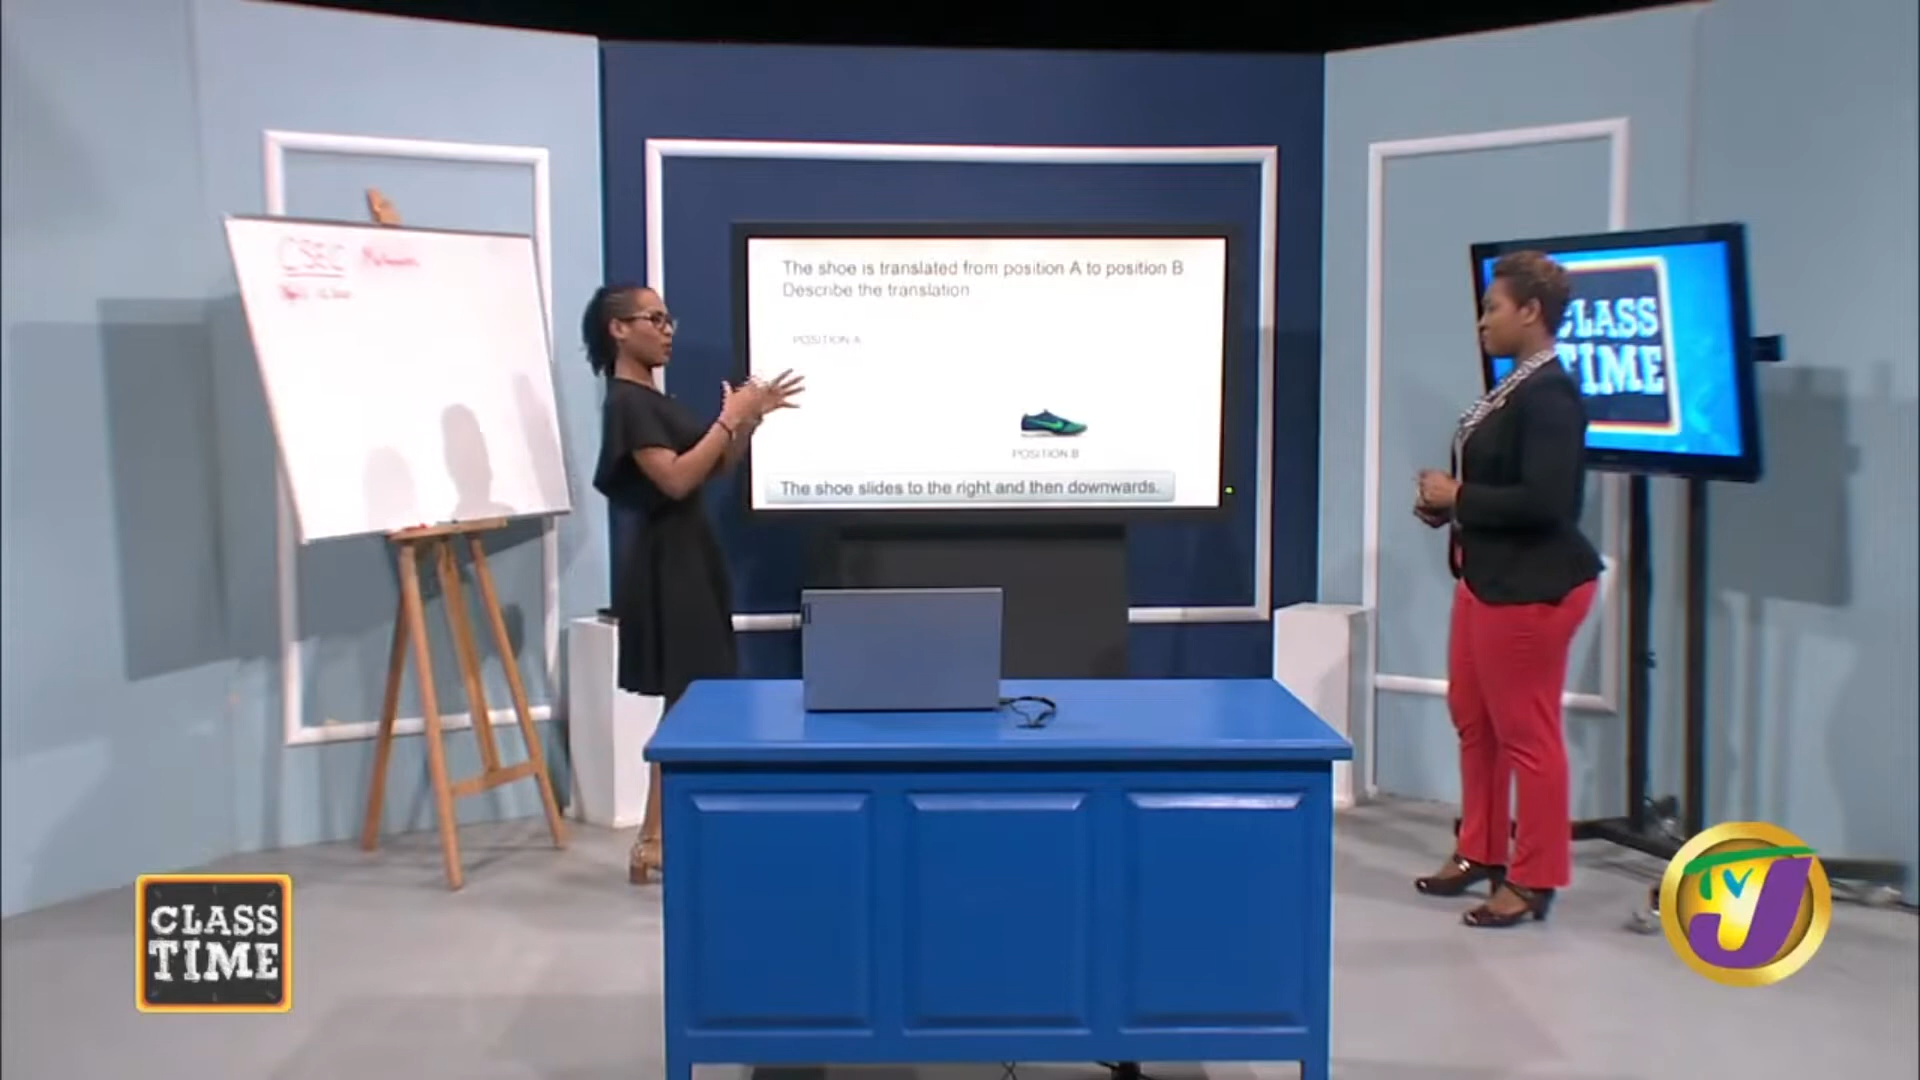 CSEC
The shoe is translated from position A to position B
Describe the translation
POSITION A
POSITION B
The shoe slides to the right and then downwards.
CLASS
TIME
CLASS
TIME
TVJ